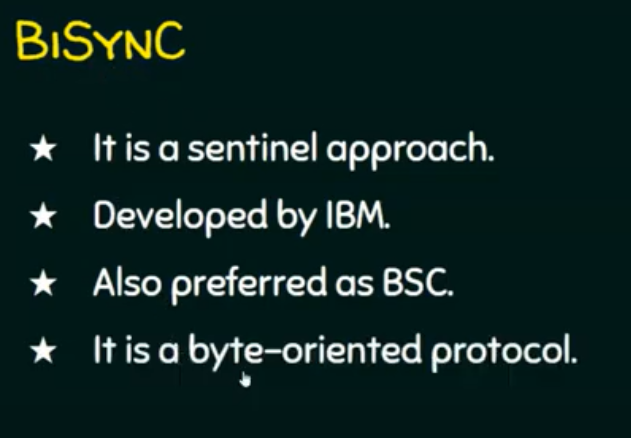 BISYNC
★ It is a sentinel approach.
★ Developed by IBM.
★ Also preferred as BSC.
★ It is a byte-oriented protocol.